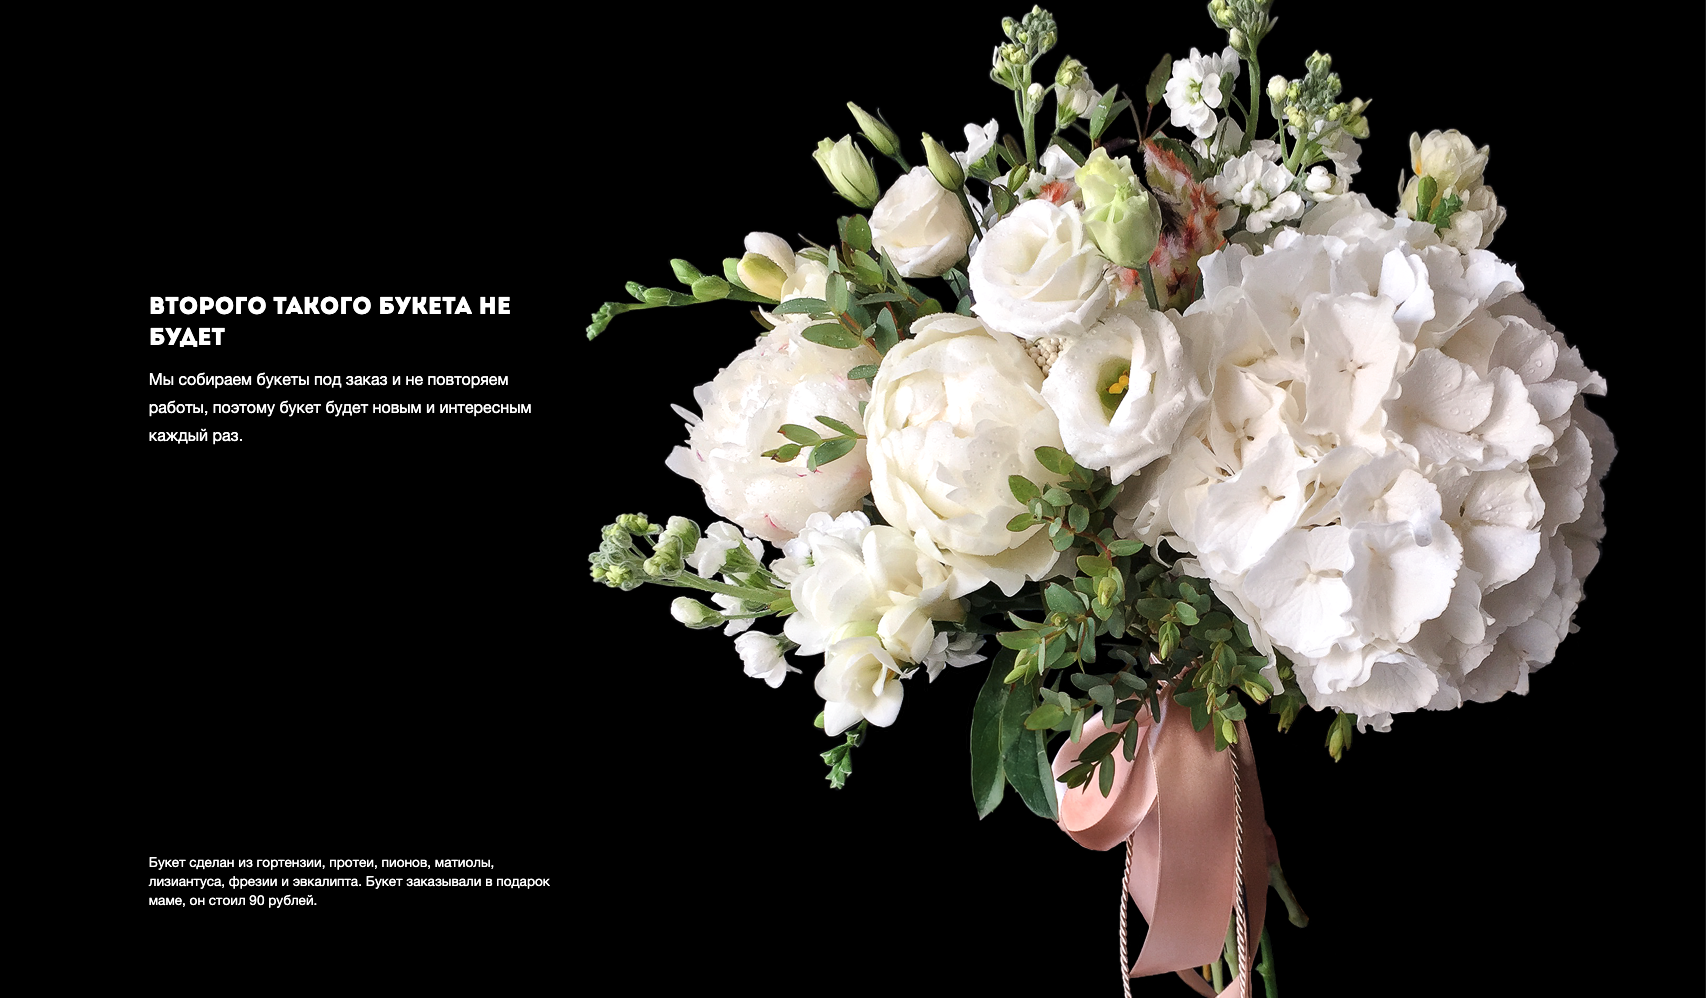 ВТОРОГО ТАКОГО БУКЕТА НЕ
БУДЕТ
Мы собираем букеты под заказ и не повторяем
работы, поэтому букет будет новым и интересным
каждый раз.
Букет сделан из гортензии, протеи, пионов, матиолы,
лизиантуса, фрезии и эвкалипта. Букет заказывали в подарок
маме, он стоил 90 рублей.